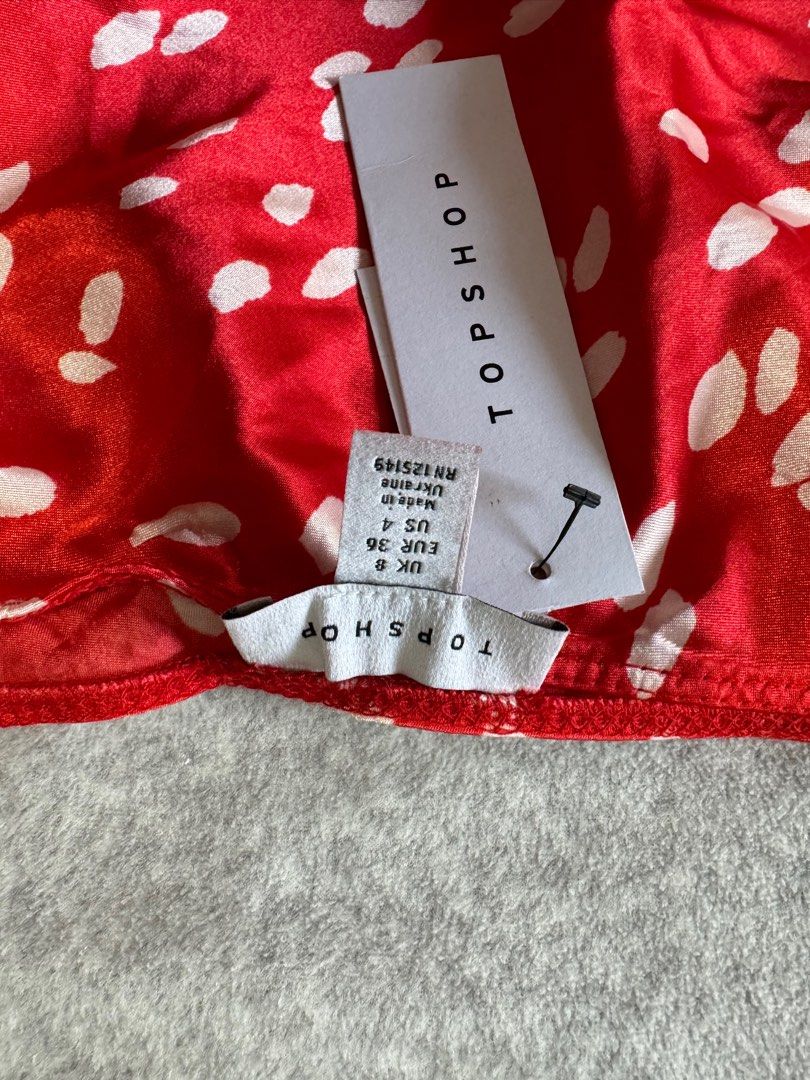 TOPSHOP
TOPSHOP
UK 8
EUR 36
US 4
Made in
Ukraine
RN125149